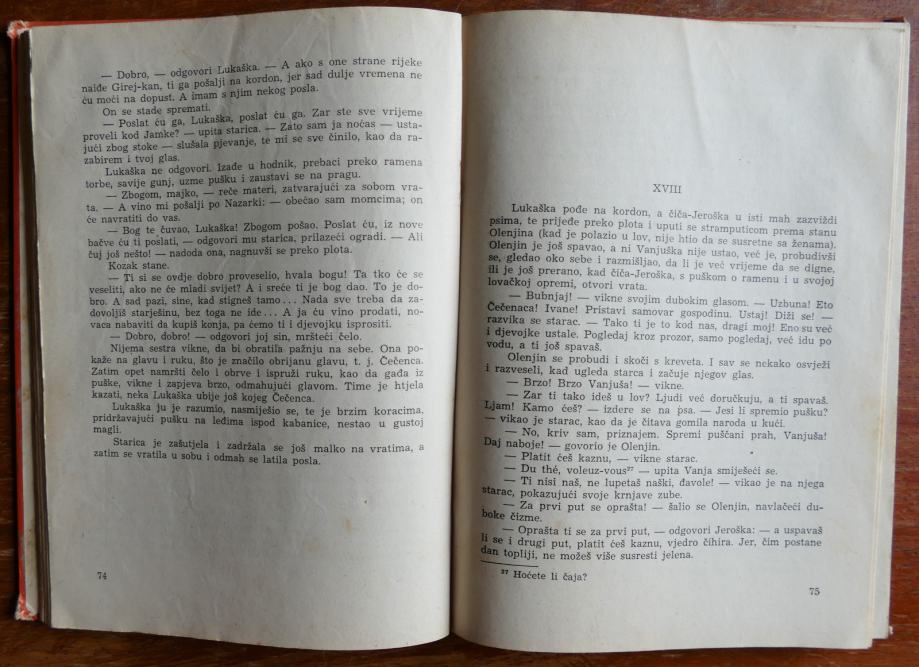 — Dobro, — odgovori Lukaška. — A ako s one strane rijeke
naiđe Girej-kan, ti ga pošalji na kordon, jer sad dulje vremena ne
ću moći na dopust. A imam s njim nekog posla.
On se stade spremati.
— Poslat ću ga, Lukaška, poslat ću ga. Zar ste sve vrijeme
proveli kod Jamke? — upita starica. — Zato sam ja noćas — usta-
jući zbog stoke — slušala pjevanje, te mi se sve činilo, kao da ra-
zabirem i tvoj glas.
Lukaška ne odgovori. Izađe u hodnik, prebaci preko ramena
torbe, savije gunj, uzme pušku i zaustavi se na pragu.
— Zbogom, majko, — reče materi, zatvarajući za sobom vra-
ta. — A vino mi pošalji po Nazarki: — obećao sam momcima; on
će navratiti do vas.
— Bog te čuvao, Lukaška! Zbogom pošao. Poslat ću, iz nove
bačve ću ti poslati, — odgovori mu starica, prilazeći ogradi. — Ali
čuj još nešto! — nadoda ona, nagnuvši se preko plota.
Kozak stane.
— Ti si se ovdje dobro proveselio, hvala bogu! Ta tko će se
veseliti, ako ne će mladi svijet? A i sreće ti je bog dao. To je do-
bro. A sad pazi, sine, kad stigneš tamo... Nada sve treba da za-
dovoljiš starješinu, bez toga ne ide... A ja ću vino prodati, no-
vaca nabaviti da kupiš konja, pa ćemo ti i djevojku isprositi.
— Dobro, dobro! — odgovori joj sin, mršteći čelo.
Nijema sestra vikne, da bi obratila pažnju na sebe. Ona po-
kaže na glavu i ruku, što je značilo obrijanu glavu, t. j. Čečenca.
Zatim opet namršti čelo i obrve i ispruži ruku, kao da gađa iz
puške, vikne i zapjeva brzo, odmahujući glavom. Time je htjela
kazati, neka Lukaška ubije još kojeg Čečenca.
Lukaška ju je razumio, nasmiješio se, te je brzim koracima,
pridržavajući pušku na leđima ispod kabanice, nestao u gustoj
magli.
Starica je zašutjela i zadržala se još malko na vratima, a
zatim se vratila u sobu i odmah se latila posla.
74
XVIII
Lukaška pođe na kordon, a čiča-Jeroška u isti mah zazviždi
psima, te prijeđe preko plota i uputi se stramputicom prema stanu
Olenjina (kad je polazio u lov, nije htio da se susretne sa ženama).
Olenjin je još spavao, a ni Vanjuška nije ustao, već je, probudivši
se, gledao oko sebe i razmišljao, da li je već vrijeme da se digne,
ili je još prerano, kad čiča-Jeroška, s puškom o ramenu i u svojoj
lovačkoj opremi, otvori vrata.
— Bubnjaj! — vikne svojim dubokim glasom. — Uzbuna! Eto
Čečenaca! Ivane! Pristavi samovar gospodinu. Ustaj! Diži se! —
razvika se starac. — Tako ti je to kod nas, dragi moj! Eno su već
i djevojke ustale. Pogledaj kroz prozor, samo pogledaj, već idu po
vodu, a ti još spavaš.
Olenjin se probudi i skoči s kreveta. I sav se nekako osvježi
i razveseli, kad ugleda starca i začuje njegov glas.
— Brzo! Brzo Vanjuša! — vikne.
— Zar ti tako ideš u lov? Ljudi već doručkuju, a ti spavaš.
Ljam! Kamo ćeš? — izdere se na psa. — Jesi li spremio pušku?
— vikao je starac, kao da je čitava gomila naroda u kući.
— No, kriv sam, priznajem. Spremi puščani prah, Vanjuša!
Daj naboje! — govorio je Olenjin.
— Platit ćeš kaznu, — vikne starac.
— Du thé, voleuz-vous²⁷ — upita Vanja smiješeći se.
— Ti nisi naš, ne lupetaš naški, đavole! — vikao je na njega
starac, pokazujući svoje krnjave zube.
— Za prvi put se oprašta! — šalio se Olenjin, navlačeći du-
boke čizme.
— Oprašta ti se za prvi put, — odgovori Jeroška: — a uspavaš
li se i drugi put, platit ćeš kaznu, vjedro čihira. Jer, čim postane
dan topliji, ne možeš više susresti jelena.
²⁷ Hoćete li čaja?
75